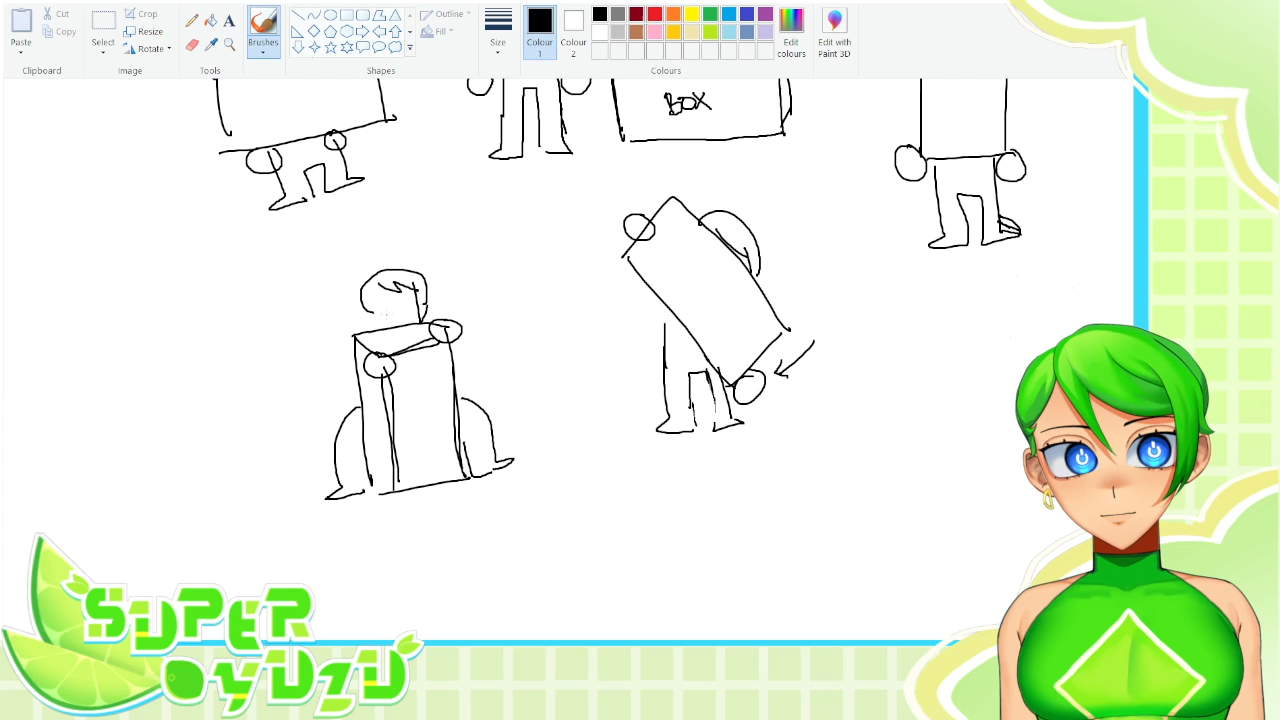 Paste
Cut
Copy
Clipboard
Select
Crop
Resize
Rotate
Image
A
Tools
Brushes
Outline
Fill
Shapes
Size
Colour
1
Colour
2
Edit
colours
Edit with
Paint 3D
Colours
BOX
SUPER
OYUZU